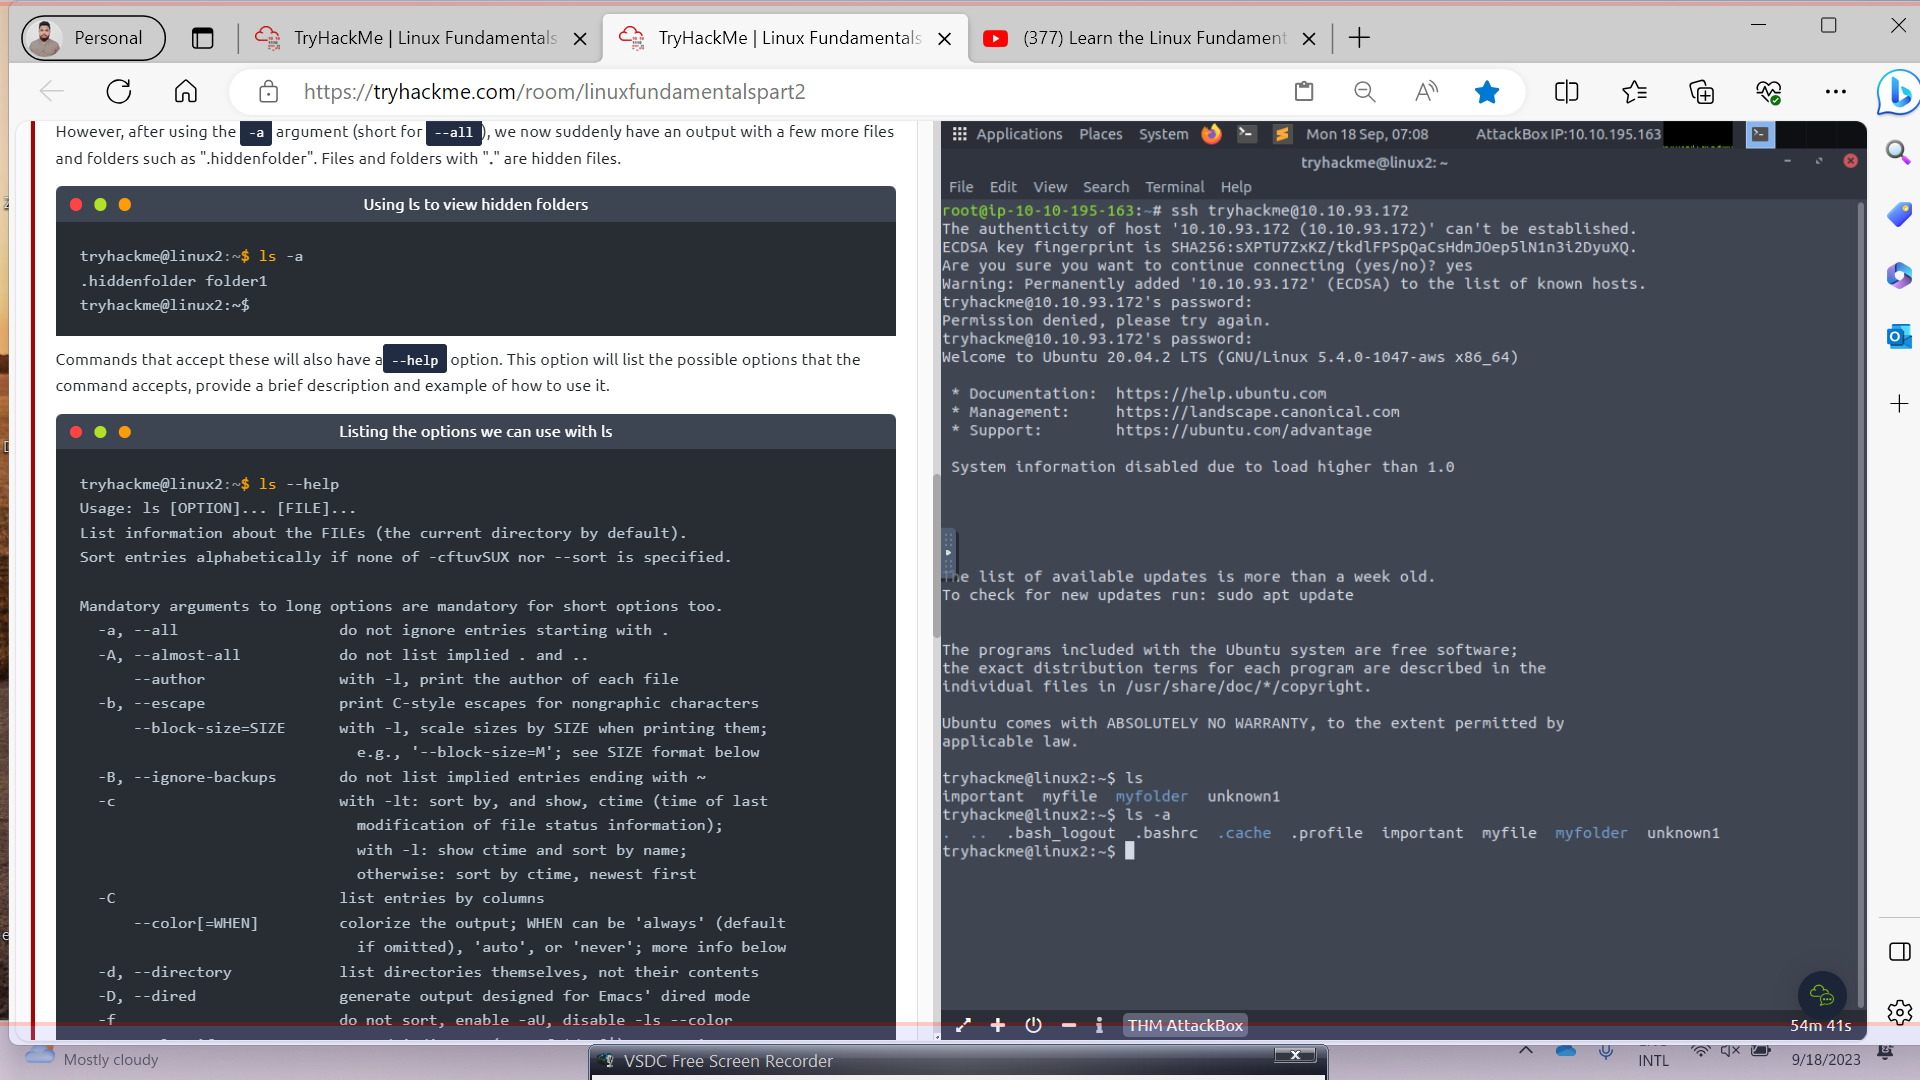 Personal
TryHackMe | Linux Fundamentals
TryHackMe | Linux Fundamentals
(377) Learn the Linux Fundament
https://tryhackme.com/room/linuxfundamentalspart2
However, after using the -a argument (short for --all), we now suddenly have an output with a few more files
and folders such as ".hiddenfolder". Files and folders with "." are hidden files.
Using ls to view hidden folders
tryhackme@linux2:~$ ls -a
.hiddenfolder folder1
tryhackme@linux2:~$
Commands that accept these will also have a --help option. This option will list the possible options that the
command accepts, provide a brief description and example of how to use it.
Listing the options we can use with ls
tryhackme@linux2:~$ ls --help
Usage: ls [OPTION]... [FILE]...
List information about the FILEs (the current directory by default).
Sort entries alphabetically if none of -cftuvSUX nor --sort is specified.
Mandatory arguments to long options are mandatory for short options too.
-a, --all do not ignore entries starting with .
-A, --almost-all do not list implied . and ..
--author with -l, print the author of each file
-b, --escape print C-style escapes for nongraphic characters
--block-size=SIZE with -l, scale sizes by SIZE when printing them;
e.g., '--block-size=M'; see SIZE format below
-B, --ignore-backups do not list implied entries ending with ~
-c with -lt: sort by, and show, ctime (time of last
modification of file status information);
with -l: show ctime and sort by name;
otherwise: sort by ctime, newest first
-C list entries by columns
--color[=WHEN] colorize the output; WHEN can be 'always' (default
if omitted), 'auto', or 'never'; more info below
-d, --directory list directories themselves, not their contents
-D, --dired generate output designed for Emacs' dired mode
-f do not sort, enable -aU, disable -ls --color
Applications Places System Mon 18 Sep, 07:08 AttackBox IP:10.10.195.163
tryhackme@linux2: ~
File Edit View Search Terminal Help
root@ip-10-10-195-163:~# ssh tryhackme@10.10.93.172
The authenticity of host '10.10.93.172 (10.10.93.172)' can't be established.
ECDSA key fingerprint is SHA256:sXPTU7ZxKZ/tkdlFPSpQaCsHdmJOep5lN1n3i2DyuXQ.
Are you sure you want to continue connecting (yes/no)? yes
Warning: Permanently added '10.10.93.172' (ECDSA) to the list of known hosts.
tryhackme@10.10.93.172's password:
Permission denied, please try again.
tryhackme@10.10.93.172's password:
Welcome to Ubuntu 20.04.2 LTS (GNU/Linux 5.4.0-1047-aws x86_64)
* Documentation: https://help.ubuntu.com
* Management: https://landscape.canonical.com
* Support: https://ubuntu.com/advantage
System information disabled due to load higher than 1.0
he list of available updates is more than a week old.
To check for new updates run: sudo apt update
The programs included with the Ubuntu system are free software;
the exact distribution terms for each program are described in the
individual files in /usr/share/doc/*/copyright.
Ubuntu comes with ABSOLUTELY NO WARRANTY, to the extent permitted by
applicable law.
tryhackme@linux2:~$ ls
important myfile myfolder unknown1
tryhackme@linux2:~$ ls -a
. .. .bash_logout .bashrc .cache .profile important myfile myfolder unknown1
tryhackme@linux2:~$
THM AttackBox
54m 41s
Mostly cloudy
VSDC Free Screen Recorder
INTL
9/18/2023